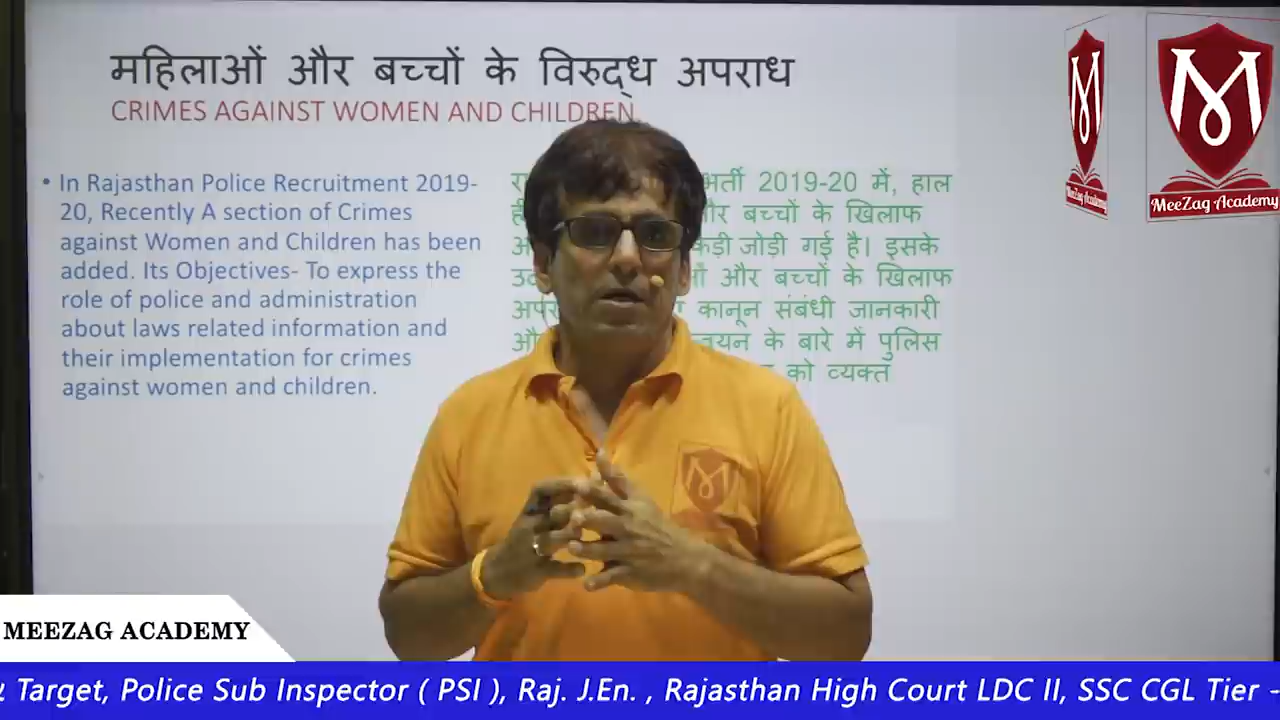 महिलाओं और बच्चों के विरुद्ध अपराध
CRIMES AGAINST WOMEN AND CHILDREN
• In Rajasthan Police Recruitment 2019-
20, Recently A section of Crimes
against Women and Children has been
added. Its Objectives- To express the
role of police and administration
about laws related information and
their implementation for crimes
against women and children.
भर्ती 2019-20 में, हाल
और बच्चों के खिलाफ
कड़ी जोड़ी गई है। इसके
और बच्चों के खिलाफ
कानून संबंधी जानकारी
के बारे में पुलिस
को व्यक्त
M
MeeZag Academy
M
MeeZag Academy
M
MEEZAG ACADEMY
Target, Police Sub Inspector ( PSI ), Raj. J.En. , Rajasthan High Court LDC II, SSC CGL Tier -